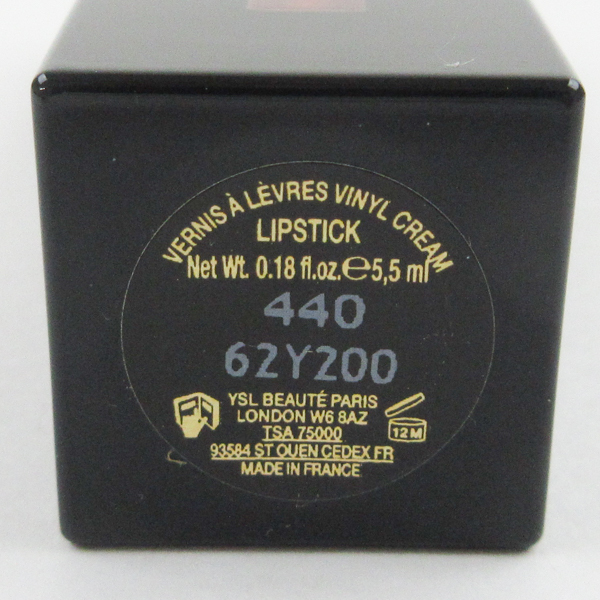 VERNIS À LÈVRES VINYL CREAM
LIPSTICK
Net Wt. 0.18 fl.oz. ℮ 5,5 ml
440
62Y200
YSL BEAUTÉ PARIS
LONDON W6 8AZ
TSA 75000
93584 ST OUEN CEDEX FR
MADE IN FRANCE
12M